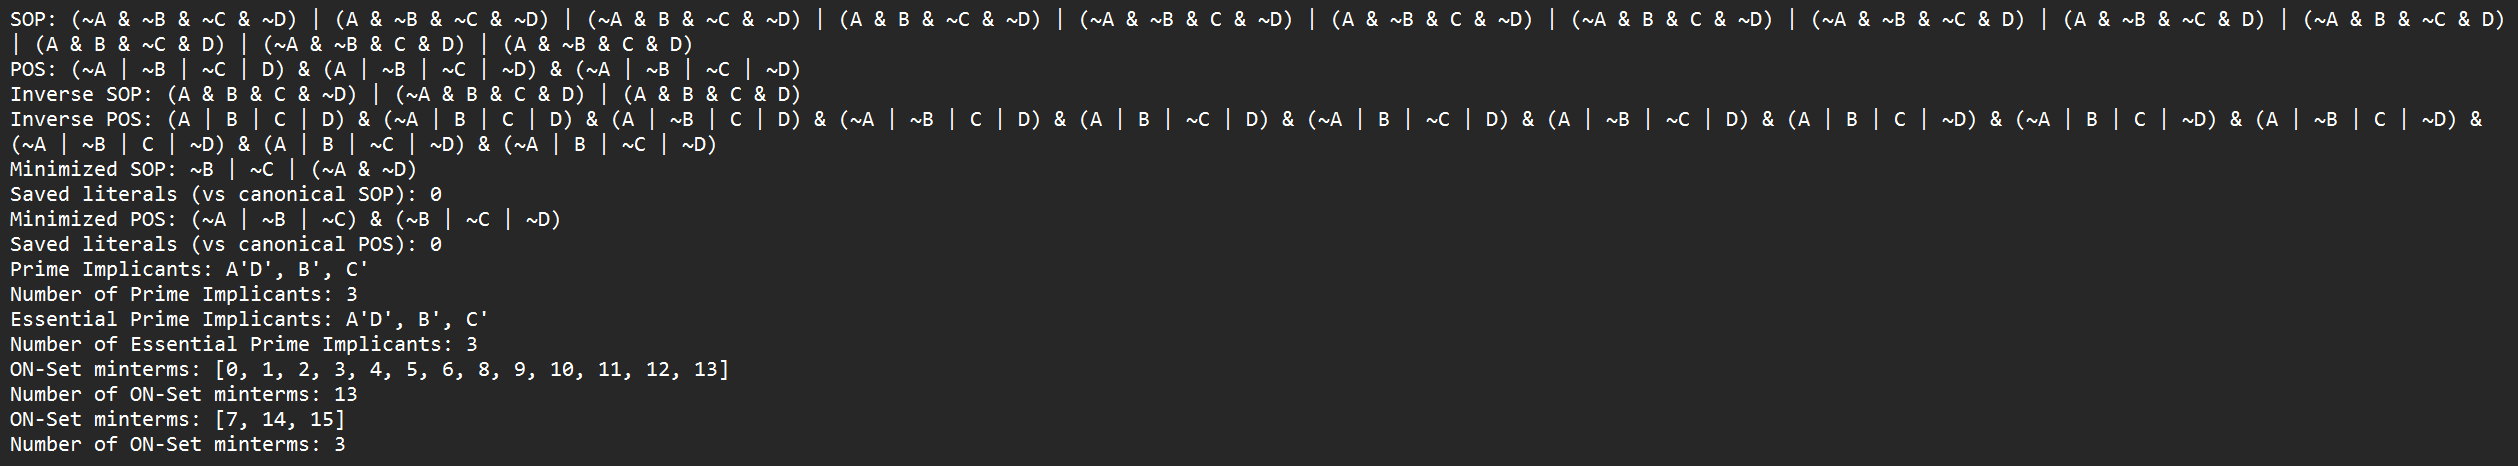 SOP: (~A & ~B & ~C & ~D) | (A & ~B & ~C & ~D) | (~A & B & ~C & ~D) | (A & B & ~C & ~D) | (~A & ~B & C & ~D) | (A & ~B & C & ~D) | (~A & B & C & ~D) | (~A & ~B & ~C & D) | (A & ~B & ~C & D) | (~A & B & ~C & D)
| (A & B & ~C & D) | (~A & ~B & C & D) | (A & ~B & C & D)
POS: (~A | ~B | ~C | D) & (A | ~B | ~C | ~D) & (~A | ~B | ~C | ~D)
Inverse SOP: (A & B & C & ~D) | (~A & B & C & D) | (A & B & C & D)
Inverse POS: (A | B | C | D) & (~A | B | C | D) & (A | ~B | C | D) & (~A | ~B | C | D) & (A | B | ~C | D) & (~A | B | ~C | D) & (A | ~B | ~C | D) & (A | B | C | ~D) & (~A | B | C | ~D) & (A | ~B | C | ~D) &
(~A | ~B | C | ~D) & (A | B | ~C | ~D) & (~A | B | ~C | ~D)
Minimized SOP: ~B | ~C | (~A & ~D)
Saved literals (vs canonical SOP): 0
Minimized POS: (~A | ~B | ~C) & (~B | ~C | ~D)
Saved literals (vs canonical POS): 0
Prime Implicants: A'D', B', C'
Number of Prime Implicants: 3
Essential Prime Implicants: A'D', B', C'
Number of Essential Prime Implicants: 3
ON-Set minterms: [0, 1, 2, 3, 4, 5, 6, 8, 9, 10, 11, 12, 13]
Number of ON-Set minterms: 13
ON-Set minterms: [7, 14, 15]
Number of ON-Set minterms: 3